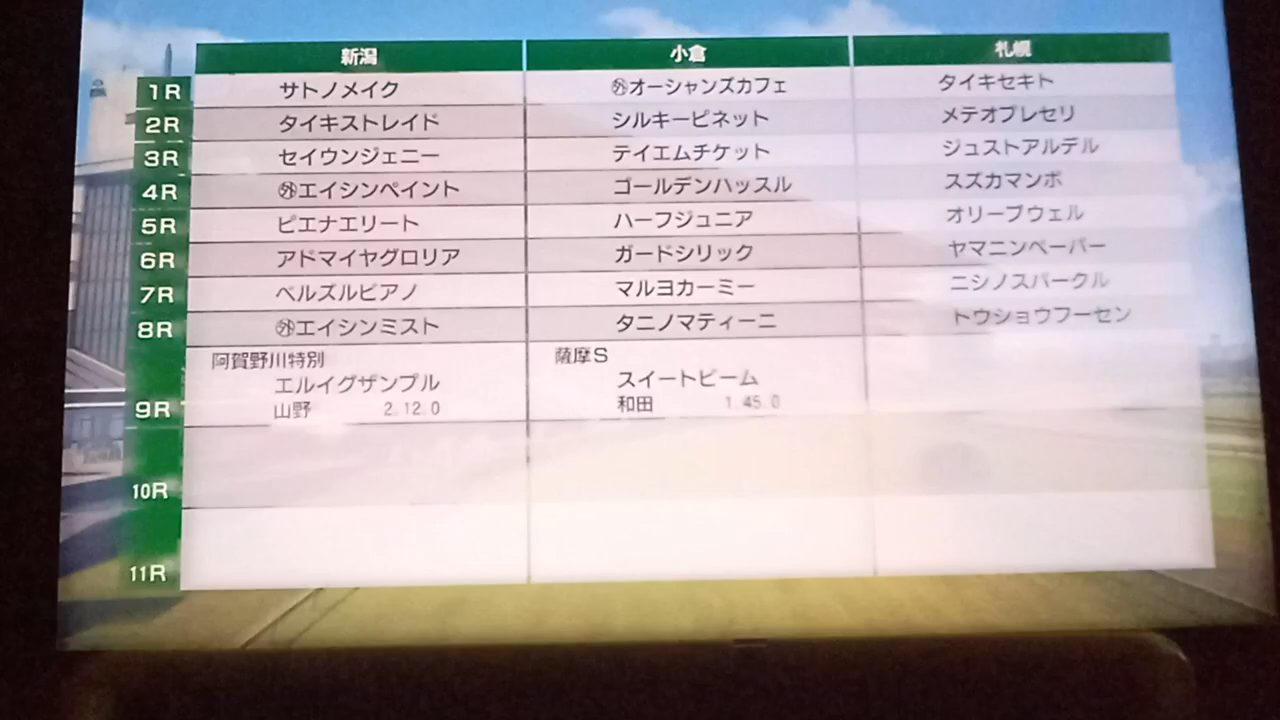 新潟 小倉 札幌
1R サトノメイク ㊕オーシャンズカフェ タイキセキト
2R タイキストレイド シルキーピネット メテオブレセリ
3R セイウンジェニー テイエムチケット ジュストアルデル
4R ㊕エイシンペイント ゴールデンハッスル スズカマンボ
5R ピエナエリート ハーフジュニア オリーブウェル
6R アドマイヤグロリア ガードシリック ヤマニンペーパー
7R ベルズルビアノ マルヨカーミー ニシノスパークル
8R ㊕エイシンミスト タニノマティーニ トウショウフーセン
阿賀野川特別 薩摩S
エルイグザンプル スイートピーム
9R 山野 2.12.0 和田 1.45.0
10R
11R